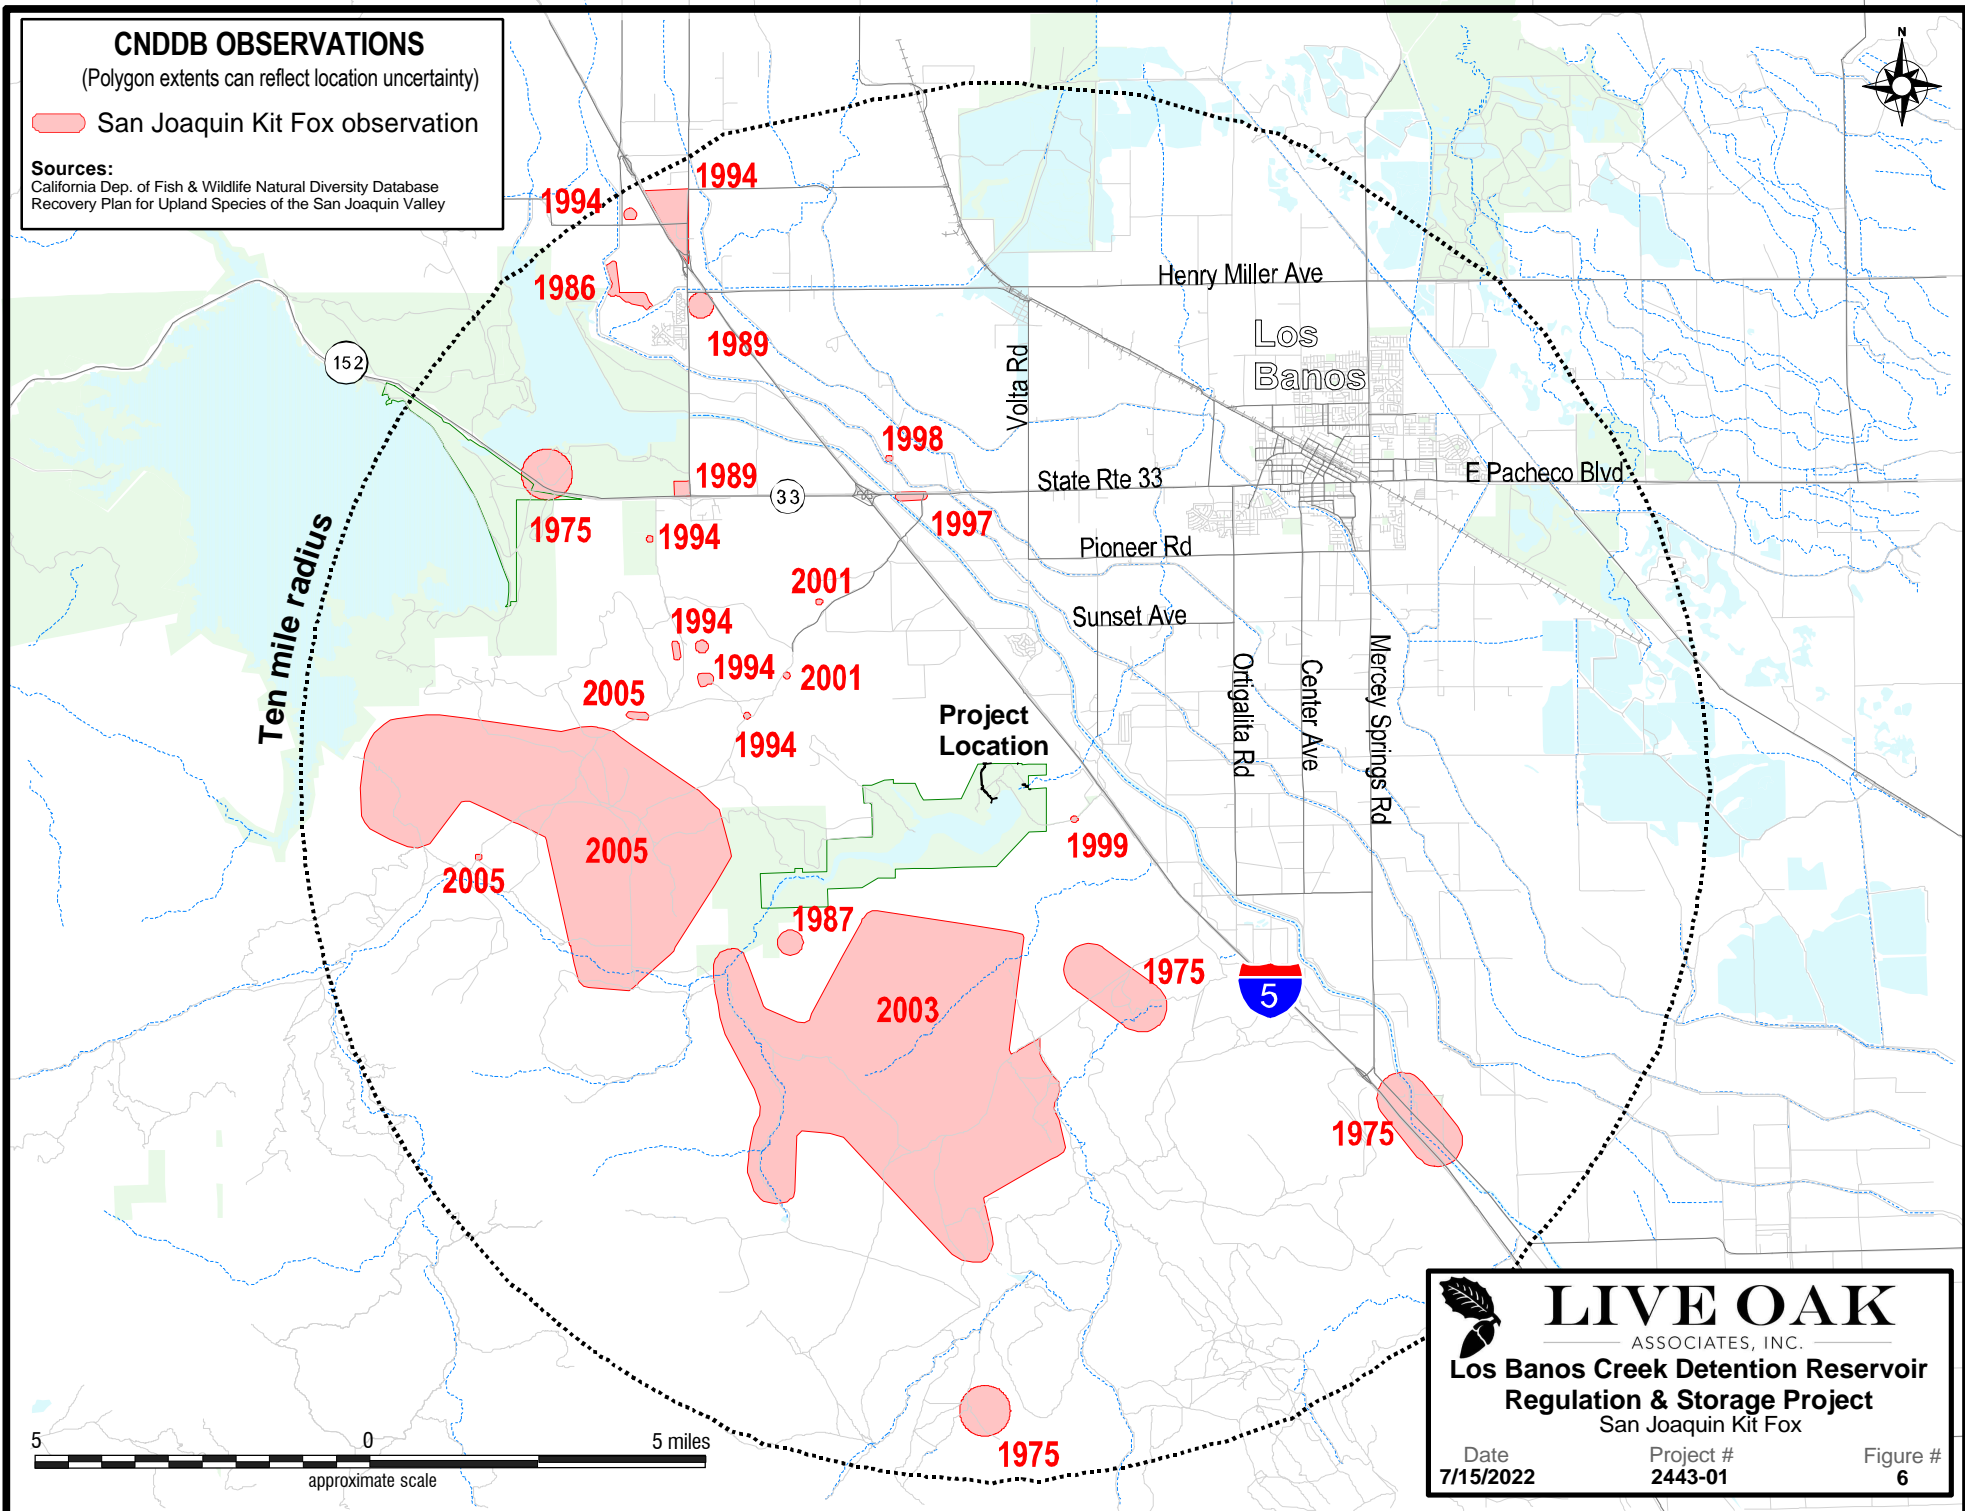 CNDDB OBSERVATIONS
(Polygon extents can reflect location uncertainty)
San Joaquin Kit Fox observation
Sources:
California Dep. of Fish & Wildlife Natural Diversity Database
Recovery Plan for Upland Species of the San Joaquin Valley
N
1994
1994
1986
1989
Henry Miller Ave
Los
Banos
152
Volta Rd
1998
1989
33
State Rte 33
E Pacheco Blvd
1975
1994
1997
Pioneer Rd
Ten mile radius
2001
1994
Sunset Ave
1994
2001
2005
Ortigalita Rd
Center Ave
Mercey Springs Rd
1994
Project
Location
2005
1999
2005
1987
1975
2003
5
1975
1975
5
0
5 miles
approximate scale
LIVE OAK
ASSOCIATES, INC.
Los Banos Creek Detention Reservoir
Regulation & Storage Project
San Joaquin Kit Fox
Date
Project #
Figure #
7/15/2022
2443-01
6